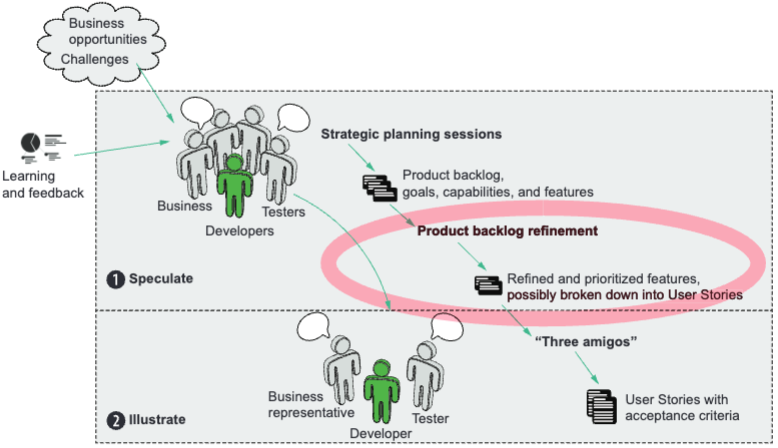 Business
opportunities
Challenges
Learning
and feedback
Business
Developers
Testers
Strategic planning sessions
Product backlog,
goals, capabilities, and features
Product backlog refinement
Refined and prioritized features,
possibly broken down into User Stories
1 Speculate
“Three amigos”
Business
representative
Developer
Tester
User Stories with
acceptance criteria
2 Illustrate